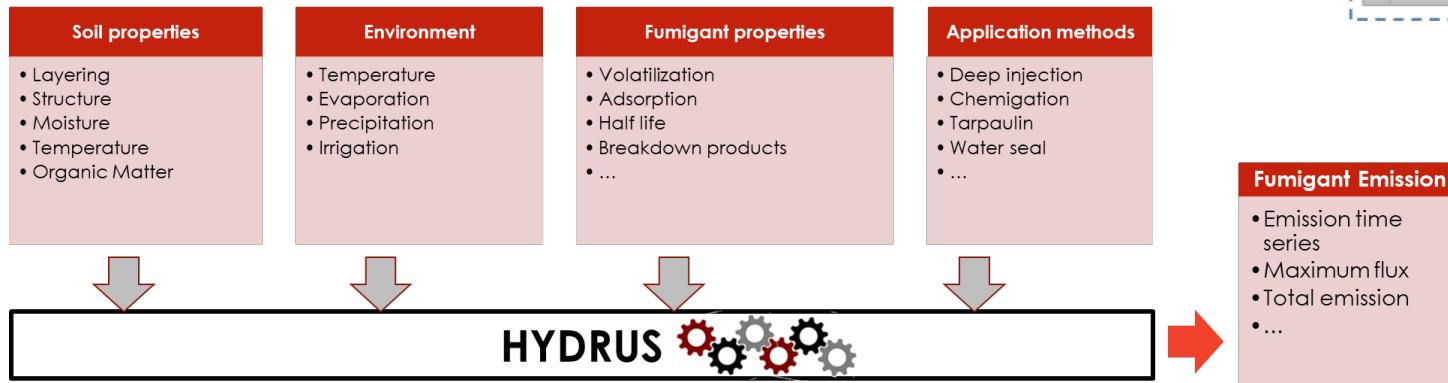 Soil properties
• Layering
• Structure
• Moisture
• Temperature
• Organic Matter
Environment
• Temperature
• Evaporation
• Precipitation
• Irrigation
Fumigant properties
• Volatilization
• Adsorption
• Half life
• Breakdown products
• ...
Application methods
• Deep injection
• Chemigation
• Tarpaulin
• Water seal
• ...
HYDRUS
Fumigant Emission
• Emission time
series
• Maximum flux
• Total emission
• ...